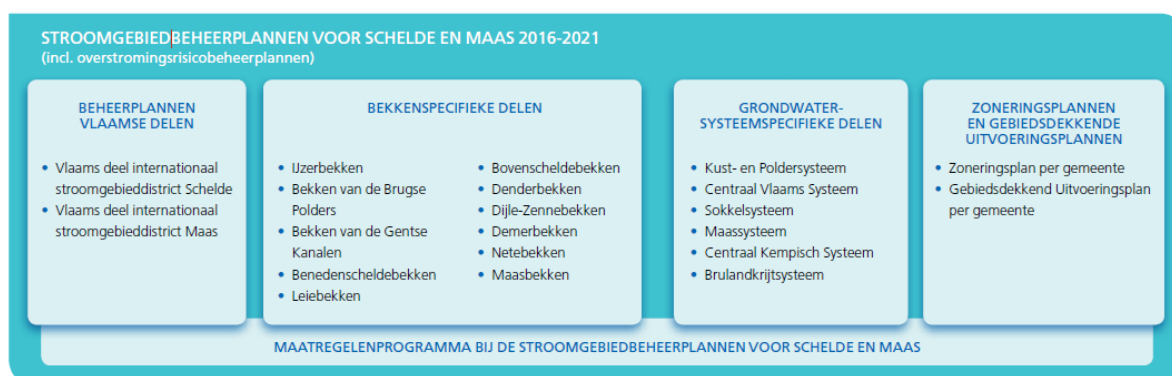 STROOMGEBIEDBEHEERPLANNEN VOOR SCHELDE EN MAAS 2016-2021
(incl. overstromingsrisicobeheerplannen)
BEHEERPLANNEN
VLAAMSE DELEN
• Vlaams deel internationaal
stroomgebieddistrict Schelde
• Vlaams deel internationaal
stroomgebieddistrict Maas
BEKKENSPECIFIEKE DELEN
• IJzerbekken
• Bekken van de Brugse
Polders
• Bekken van de Gentse
Kanalen
• Benedenscheldebekken
• Leiebekken
• Bovenscheldebekken
• Denderbekken
• Dijle-Zennebekken
• Demerbekken
• Netebekken
• Maasbekken
GRONDWATER-
SYSTEEMSPECIFIEKE DELEN
• Kust- en Poldersysteem
• Centraal Vlaams Systeem
• Sokkelsysteem
• Maassysteem
• Centraal Kempisch Systeem
• Brulandkrijtsysteem
ZONERINGSPLANNEN
EN GEBIEDSDEKKENDE
UITVOERINGSPLANNEN
• Zoneringsplan per gemeente
• Gebiedsdekkend Uitvoeringsplan
per gemeente
MAATREGELENPROGRAMMA BIJ DE STROOMGEBIEDBEHEERPLANNEN VOOR SCHELDE EN MAAS